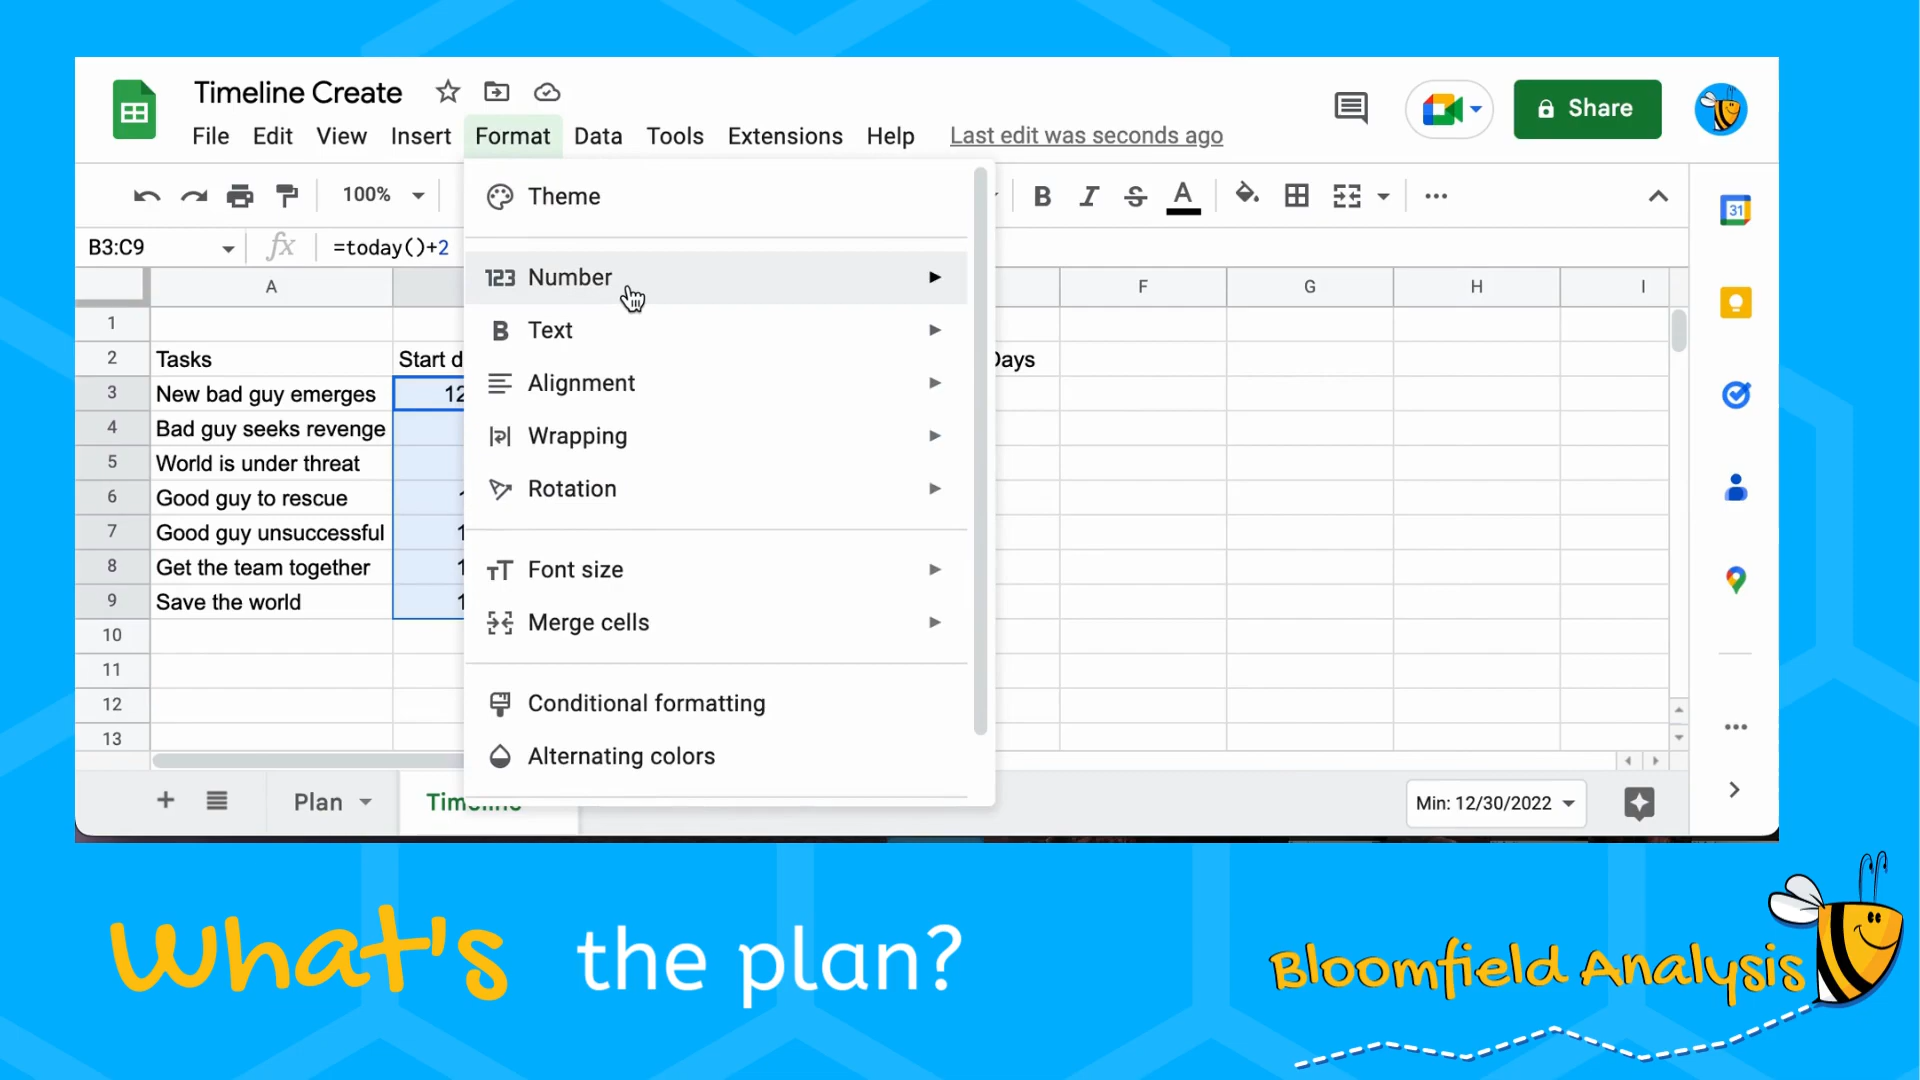 Timeline Create
File Edit View Insert Format Data Tools Extensions Help Last edit was seconds ago
Share
100%
B I S A
31
B3:C9 fx =today()+2
Theme
123 Number
B Text
Alignment
Wrapping
Rotation
Font size
Merge cells
Conditional formatting
Alternating colors
A F G H I
1
2 Tasks Start d Days
3 New bad guy emerges 12
4 Bad guy seeks revenge
5 World is under threat
6 Good guy to rescue 1
7 Good guy unsuccessful 1
8 Get the team together 1
9 Save the world 1
10
11
12
13
Plan Timeline Min: 12/30/2022
What's the plan?
Bloomfield Analysis